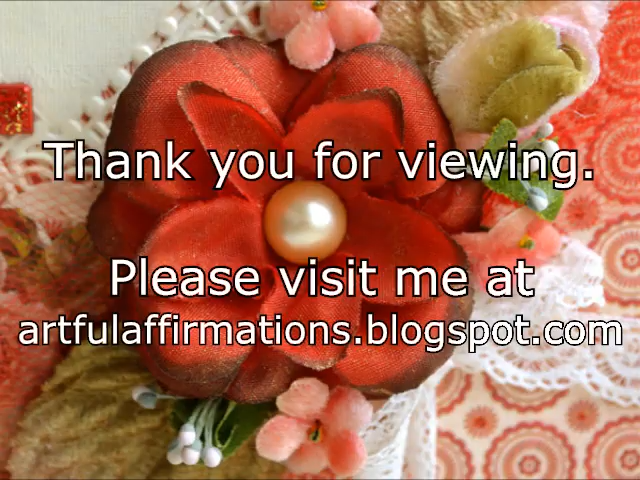 Thank you for viewing.
Please visit me at
artfulaffirmations.blogspot.com